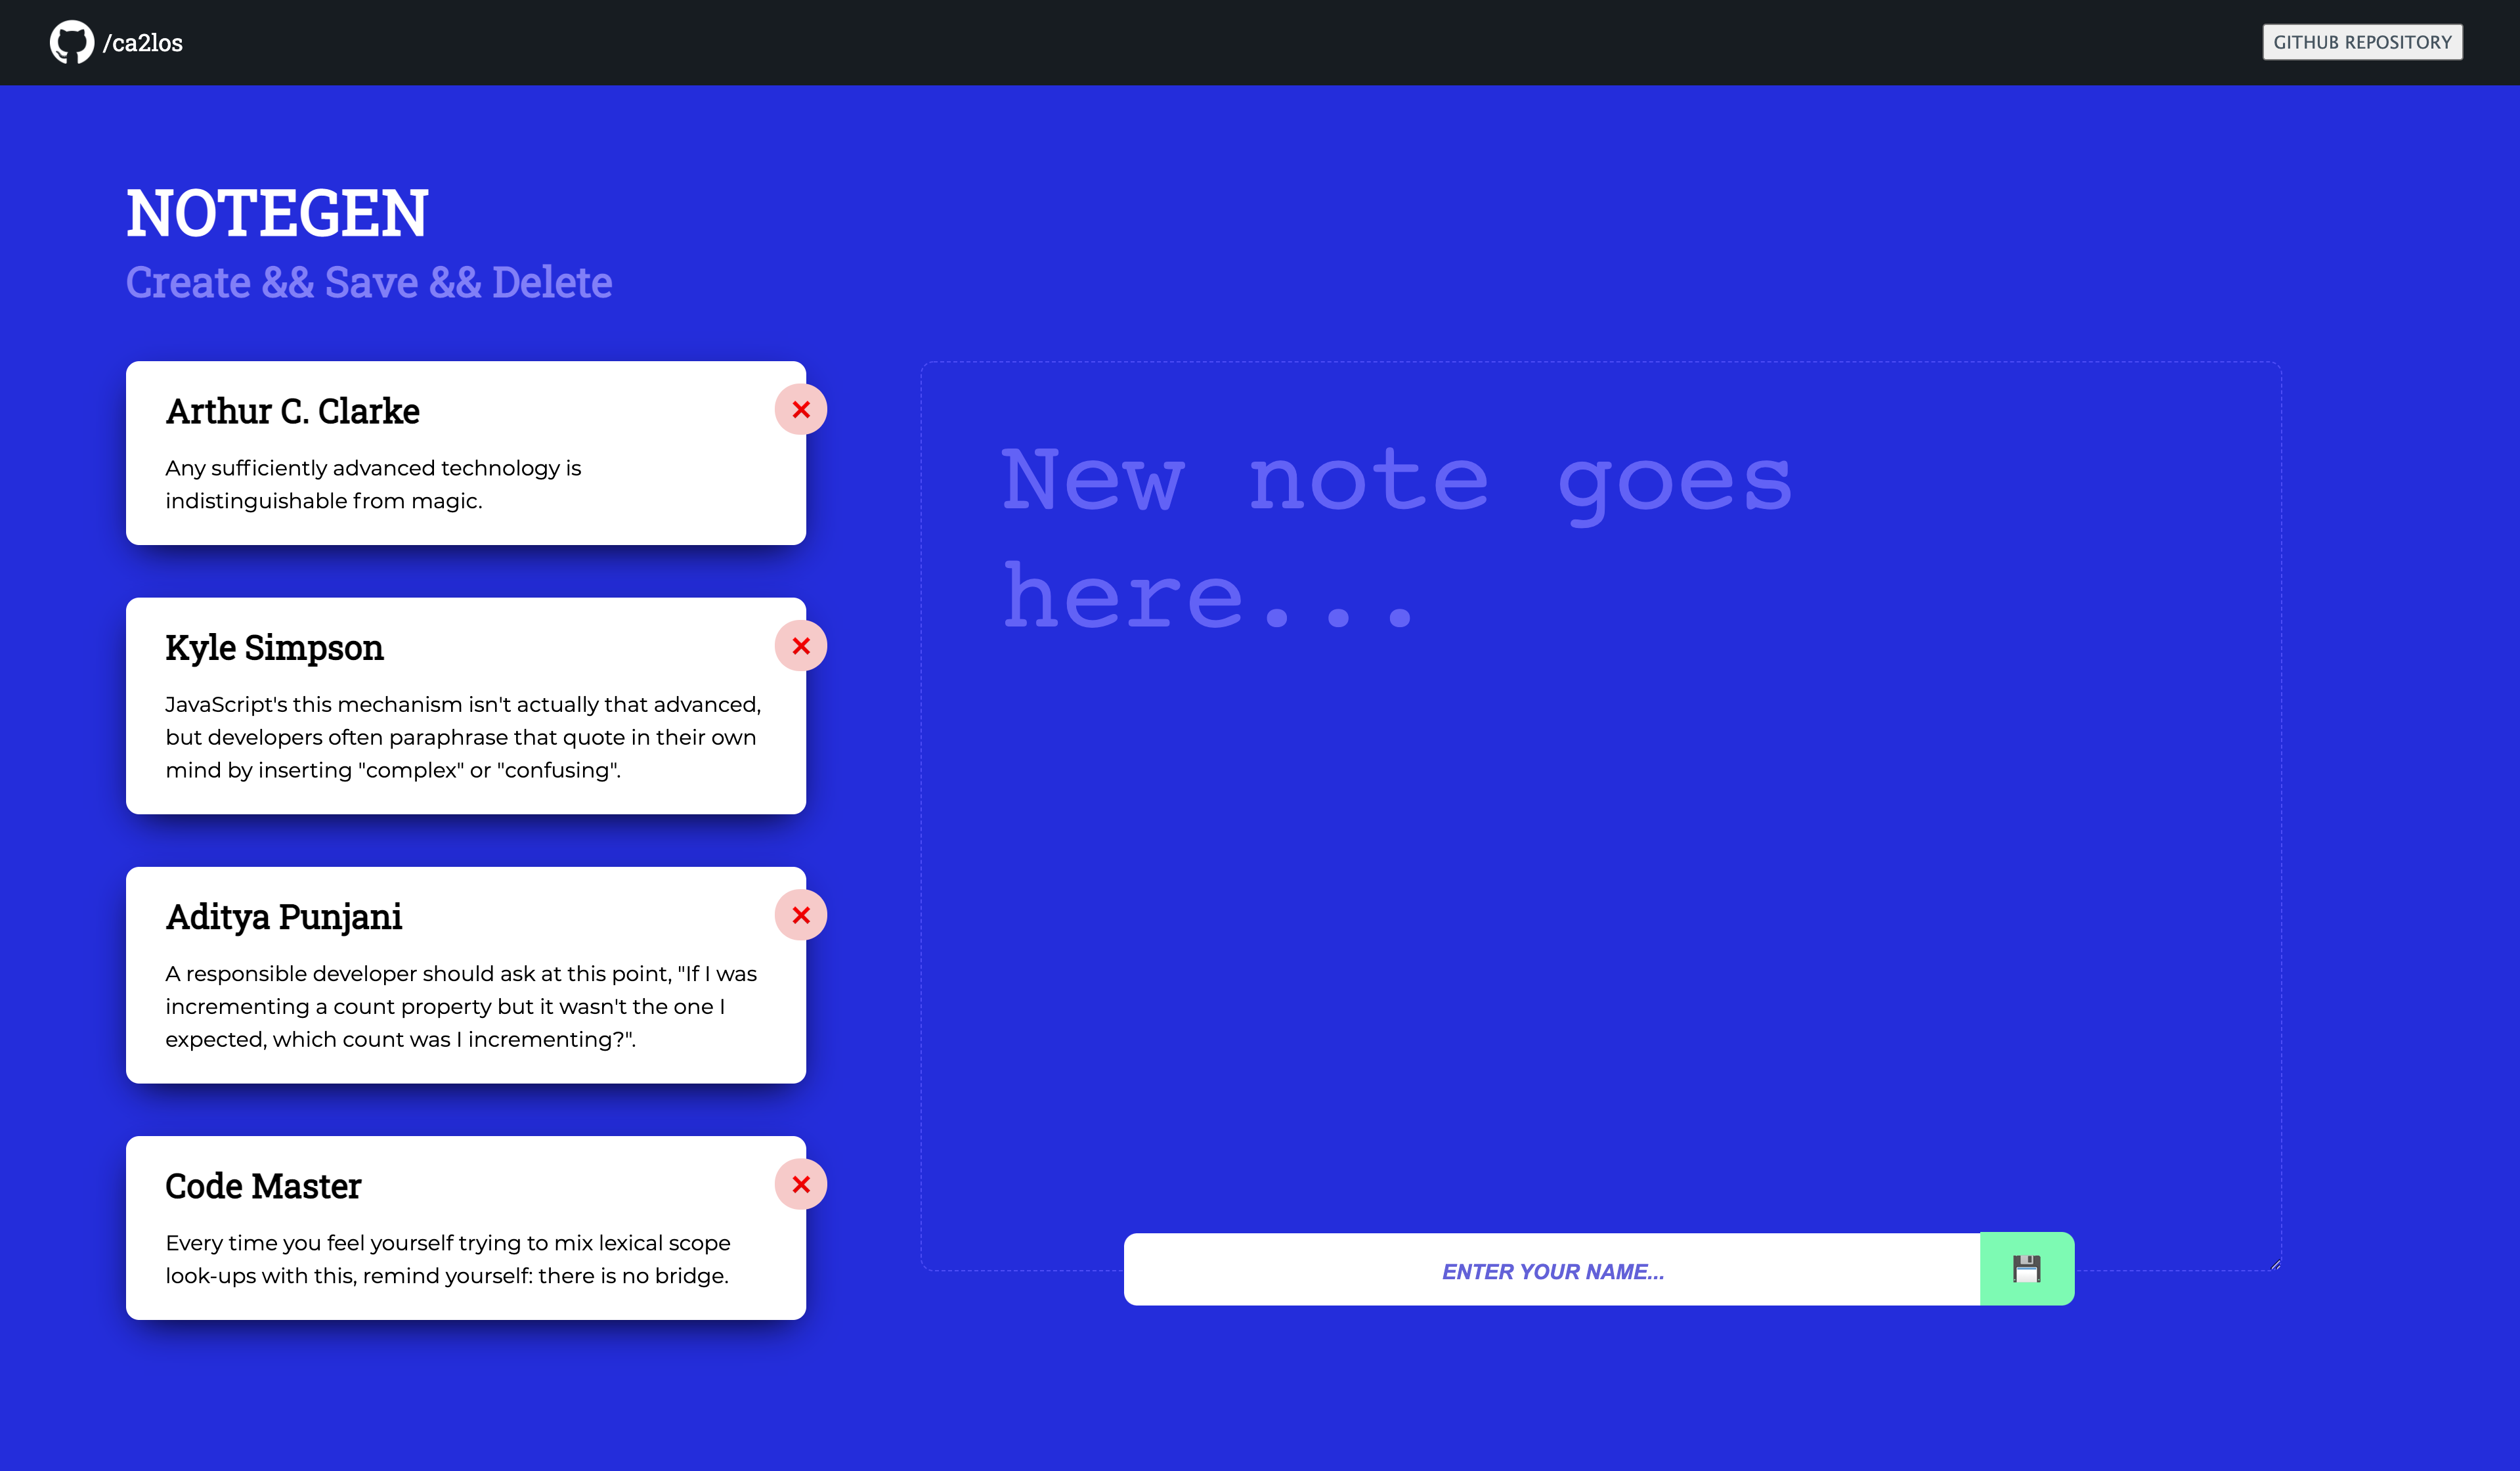 /ca2los
GITHUB REPOSITORY
NOTEGEN
Create && Save && Delete
Arthur C. Clarke
Any sufficiently advanced technology is
indistinguishable from magic.
Kyle Simpson
JavaScript's this mechanism isn't actually that advanced,
but developers often paraphrase that quote in their own
mind by inserting "complex" or "confusing".
Aditya Punjani
A responsible developer should ask at this point, "If I was
incrementing a count property but it wasn't the one I
expected, which count was I incrementing?".
Code Master
Every time you feel yourself trying to mix lexical scope
look-ups with this, remind yourself: there is no bridge.
New note goes
here...
ENTER YOUR NAME...